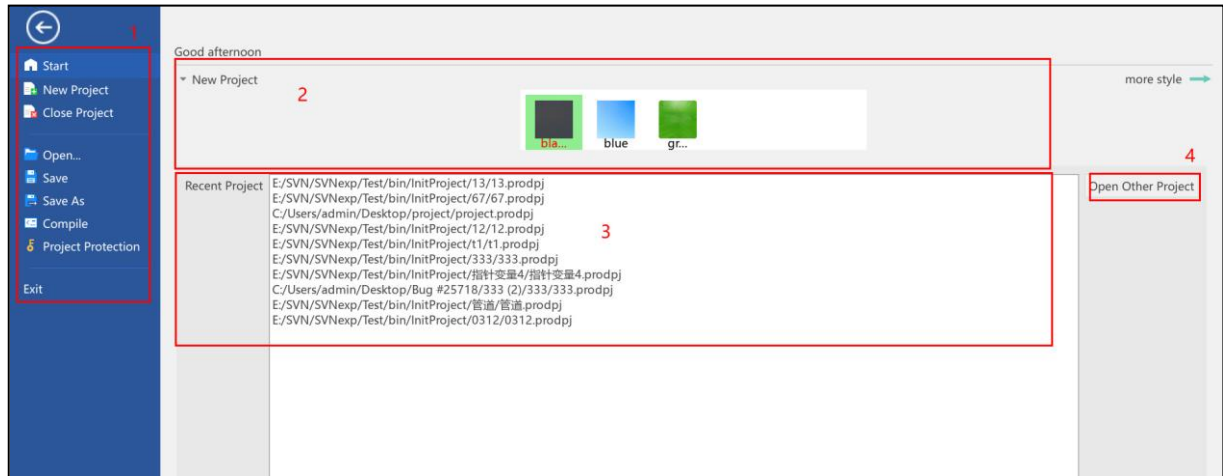 1
Start
New Project
Close Project
Open...
Save
Save As
Compile
Project Protection
Exit
Good afternoon
New Project
more style
2
bla...
blue
gr...
4
Recent Project
Open Other Project
3
E:/SVN/SVNexp/Test/bin/InitProject/13/13.prodpj
E:/SVN/SVNexp/Test/bin/InitProject/67/67.prodpj
C:/Users/admin/Desktop/project/project.prodpj
E:/SVN/SVNexp/Test/bin/InitProject/12/12.prodpj
E:/SVN/SVNexp/Test/bin/InitProject/t1/t1.prodpj
E:/SVN/SVNexp/Test/bin/InitProject/333/333.prodpj
E:/SVN/SVNexp/Test/bin/InitProject/指针变量4/指针变量4.prodpj
C:/Users/admin/Desktop/Bug #25718/333 (2)/333/333.prodpj
E:/SVN/SVNexp/Test/bin/InitProject/管道/管道.prodpj
E:/SVN/SVNexp/Test/bin/InitProject/0312/0312.prodpj